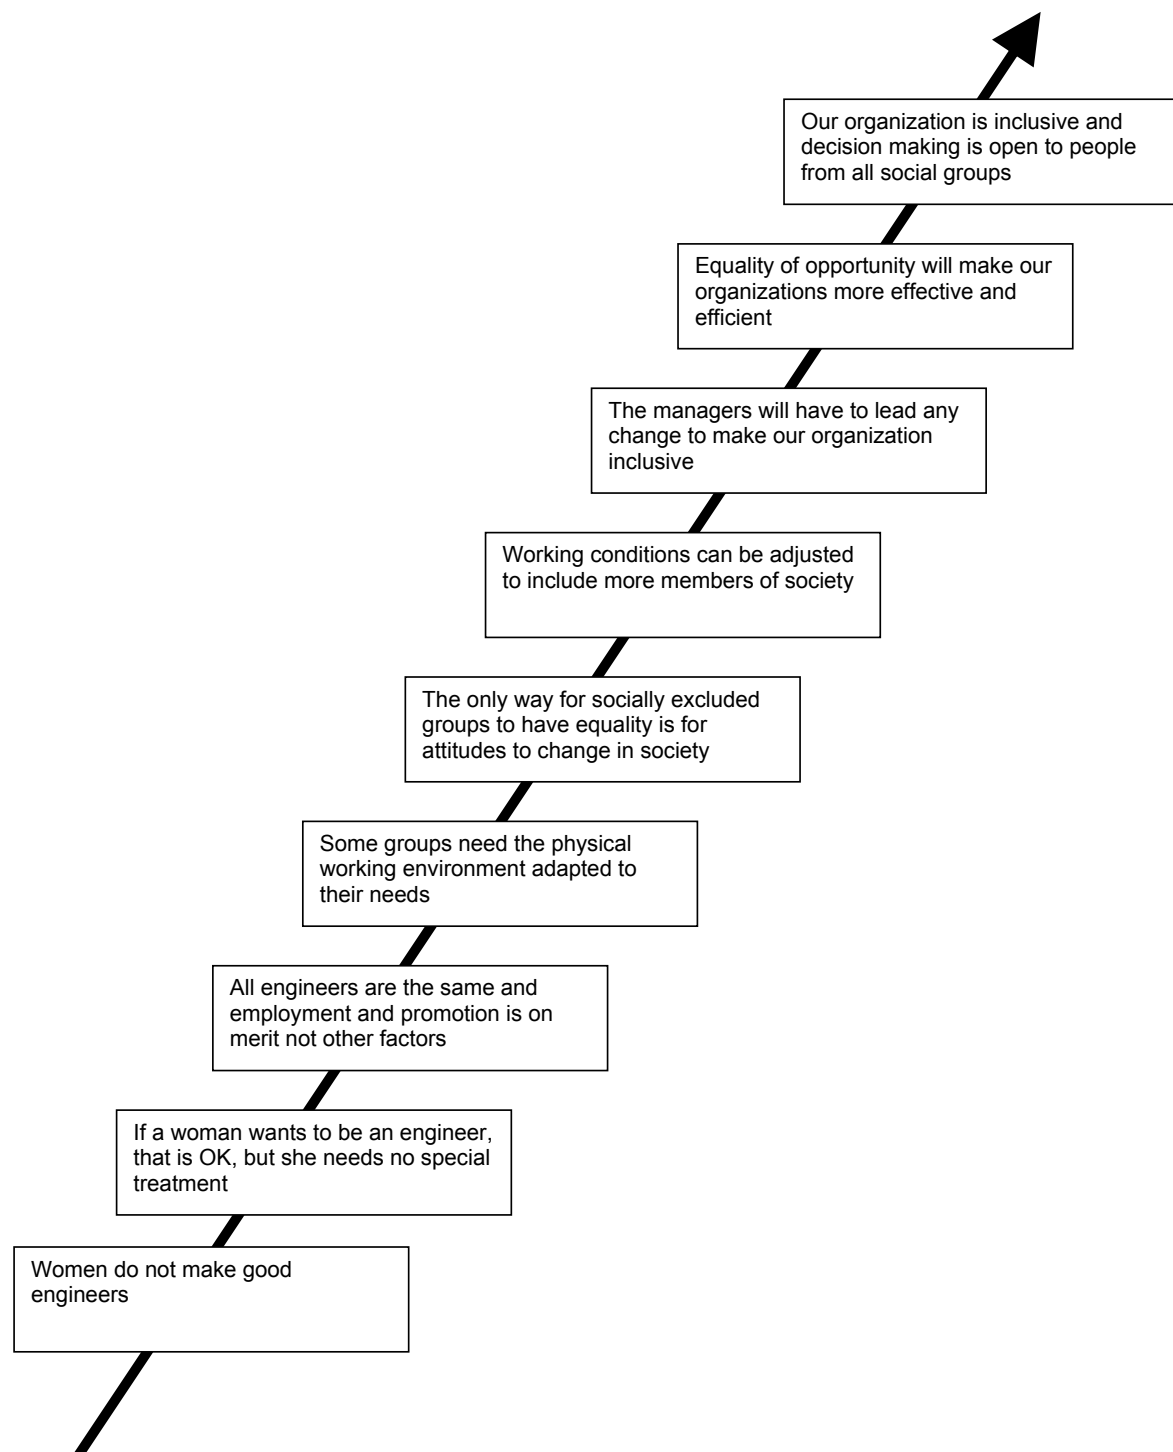 Our organization is inclusive and
decision making is open to people
from all social groups
Equality of opportunity will make our
organizations more effective and
efficient
The managers will have to lead any
change to make our organization
inclusive
Working conditions can be adjusted
to include more members of society
The only way for socially excluded
groups to have equality is for
attitudes to change in society
Some groups need the physical
working environment adapted to
their needs
All engineers are the same and
employment and promotion is on
merit not other factors
If a woman wants to be an engineer,
that is OK, but she needs no special
treatment
Women do not make good
engineers